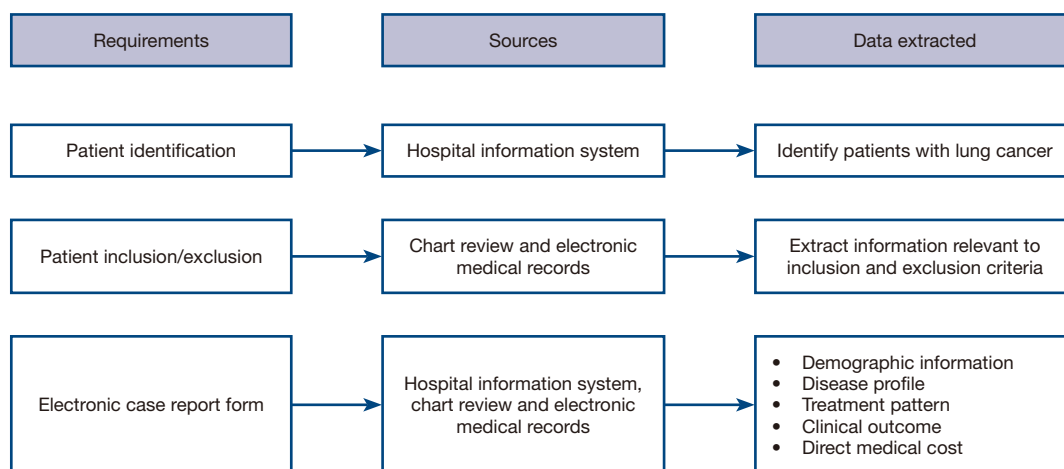 Requirements
Sources
Data extracted
Patient identification
Hospital information system
Identify patients with lung cancer
Patient inclusion/exclusion
Chart review and electronic
medical records
Extract information relevant to
inclusion and exclusion criteria
Electronic case report form
Hospital information system,
chart review and electronic
medical records
• Demographic information
• Disease profile
• Treatment pattern
• Clinical outcome
• Direct medical cost